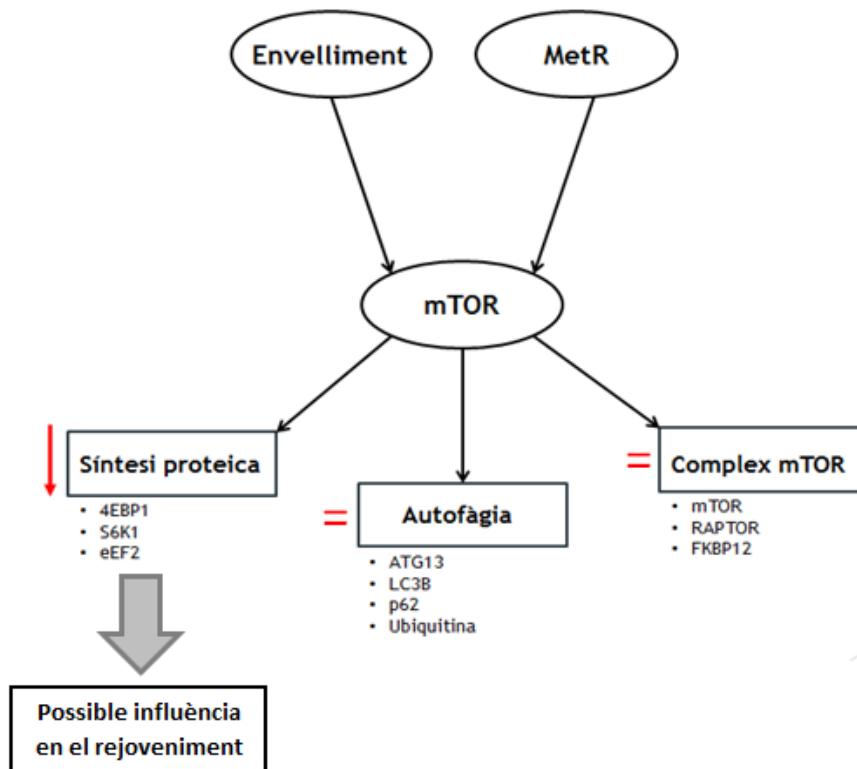 Envelliment
MetR
mTOR
Síntesi proteica
• 4EBP1
• S6K1
• eEF2
= Autofàgia
• ATG13
• LC3B
• p62
• Ubiquitina
= Complex mTOR
• mTOR
• RAPTOR
• FKBP12
Possible influència
en el rejoveniment